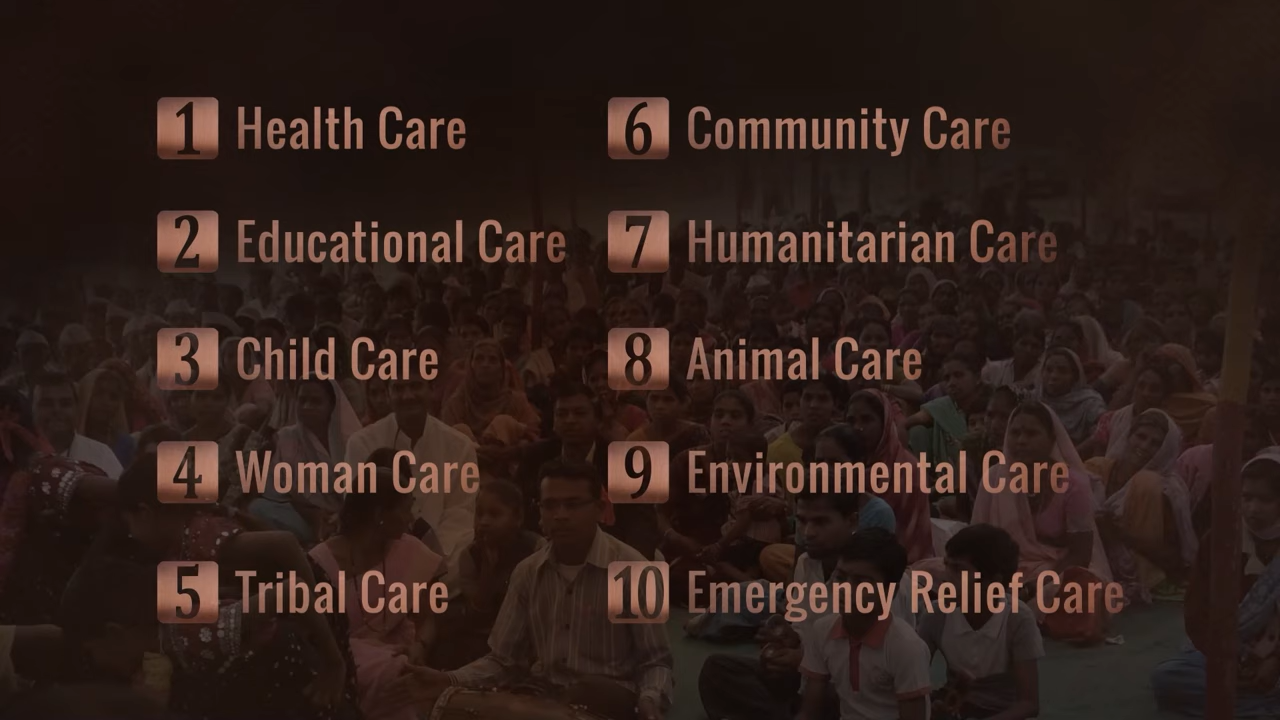 1 Health Care
2 Educational Care
3 Child Care
4 Woman Care
5 Tribal Care
6 Community Care
7 Humanitarian Care
8 Animal Care
9 Environmental Care
10 Emergency Relief Care